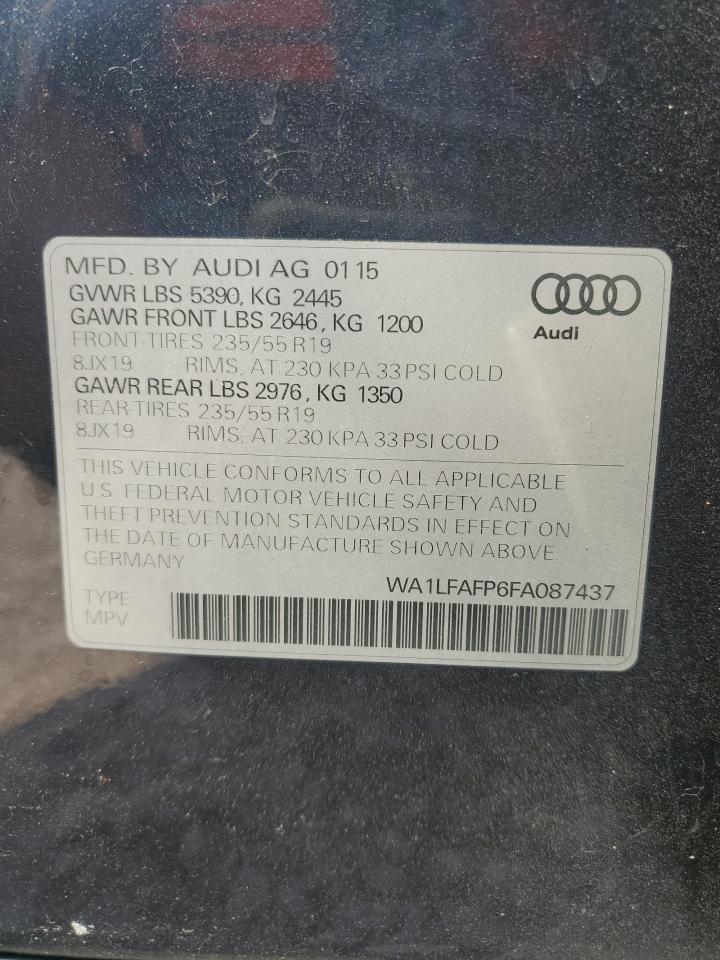 MFD. BY AUDI AG 01 15
GVWR LBS 5390, KG 2445
GAWR FRONT LBS 2646, KG 1200
FRONT-TIRES 235/55 R19
8JX19 RIMS, AT 230 KPA 33 PSI COLD
GAWR REAR LBS 2976, KG 1350
REAR-TIRES 235/55 R19
8JX19 RIMS, AT 230 KPA 33 PSI COLD
Audi
THIS VEHICLE CONFORMS TO ALL APPLICABLE
U.S. FEDERAL MOTOR VEHICLE SAFETY AND
THEFT PREVENTION STANDARDS IN EFFECT ON
THE DATE OF MANUFACTURE SHOWN ABOVE
GERMANY
WA1LFAFP6FA087437
TYPE:
MPV